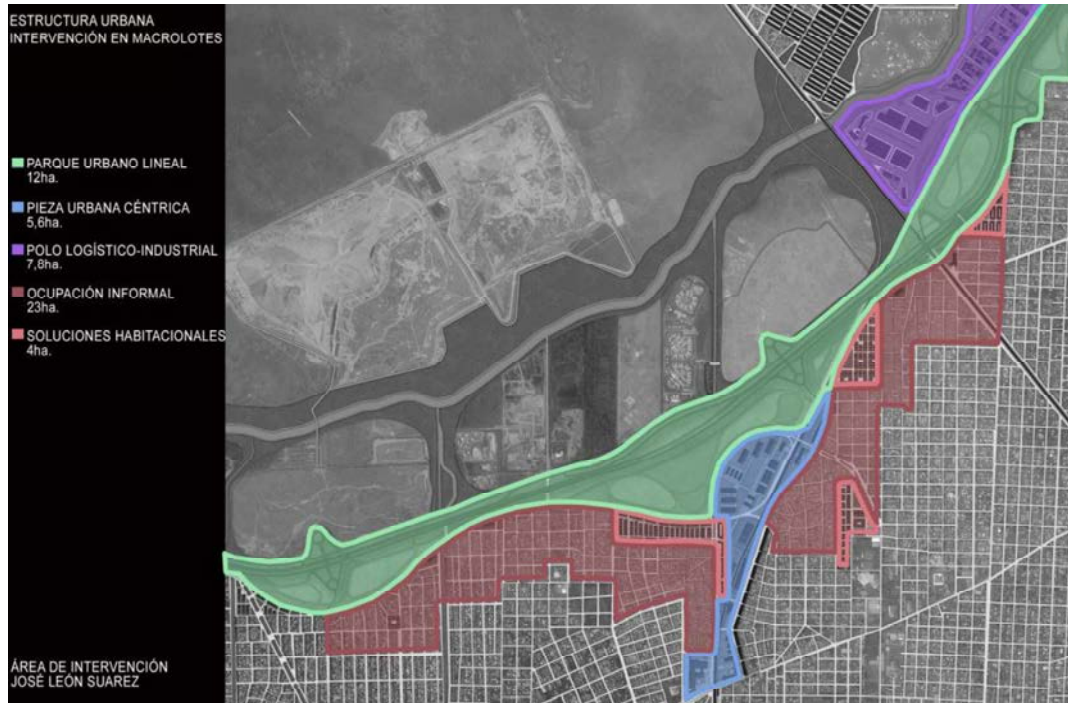 ESTRUCTURA URBANA
INTERVENCIÓN EN MACROLOTES
PARQUE URBANO LINEAL
12ha.
PIEZA URBANA CÉNTRICA
5,6ha.
POLO LOGÍSTICO-INDUSTRIAL
7,8ha.
OCUPACIÓN INFORMAL
23ha.
SOLUCIONES HABITACIONALES
4ha.
ÁREA DE INTERVENCIÓN
JOSÉ LEÓN SUAREZ